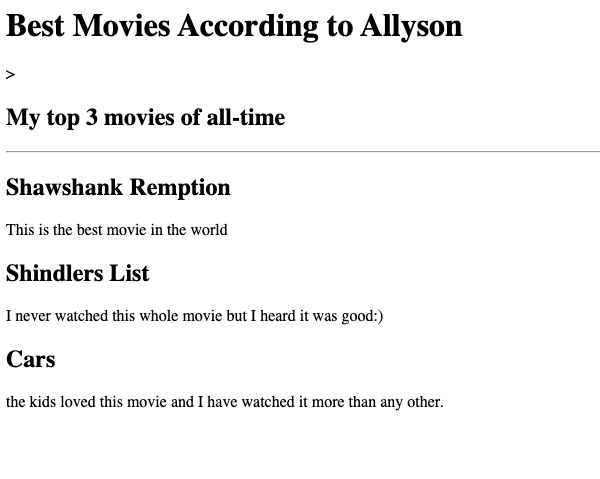 Best Movies According to Allyson
>
My top 3 movies of all-time
Shawshank Remption
This is the best movie in the world
Shindlers List
I never watched this whole movie but I heard it was good:)
Cars
the kids loved this movie and I have watched it more than any other.